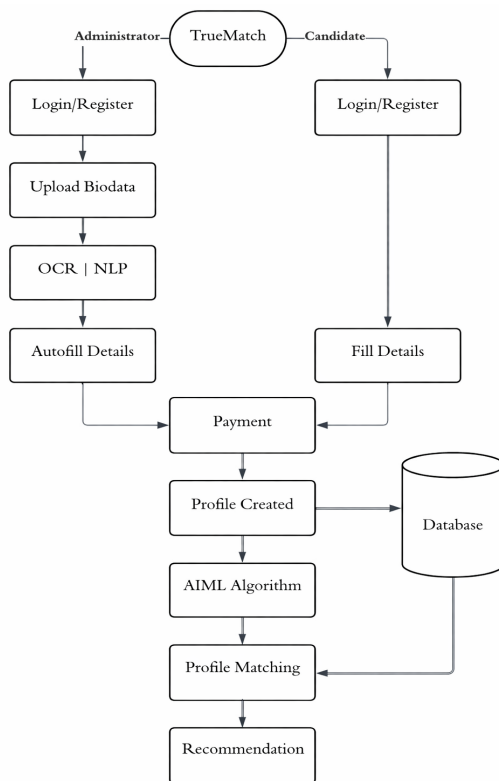 Administrator
TrueMatch
Candidate
Login/Register
Login/Register
Upload Biodata
OCR | NLP
Autofill Details
Fill Details
Payment
Profile Created
Database
AIML Algorithm
Profile Matching
Recommendation